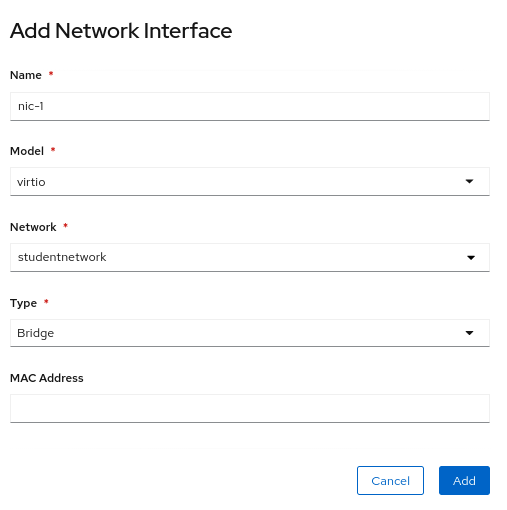 Add Network Interface
Name *
nic-1
Model *
virtio
Network *
studentnetwork
Type *
Bridge
MAC Address
Cancel Add